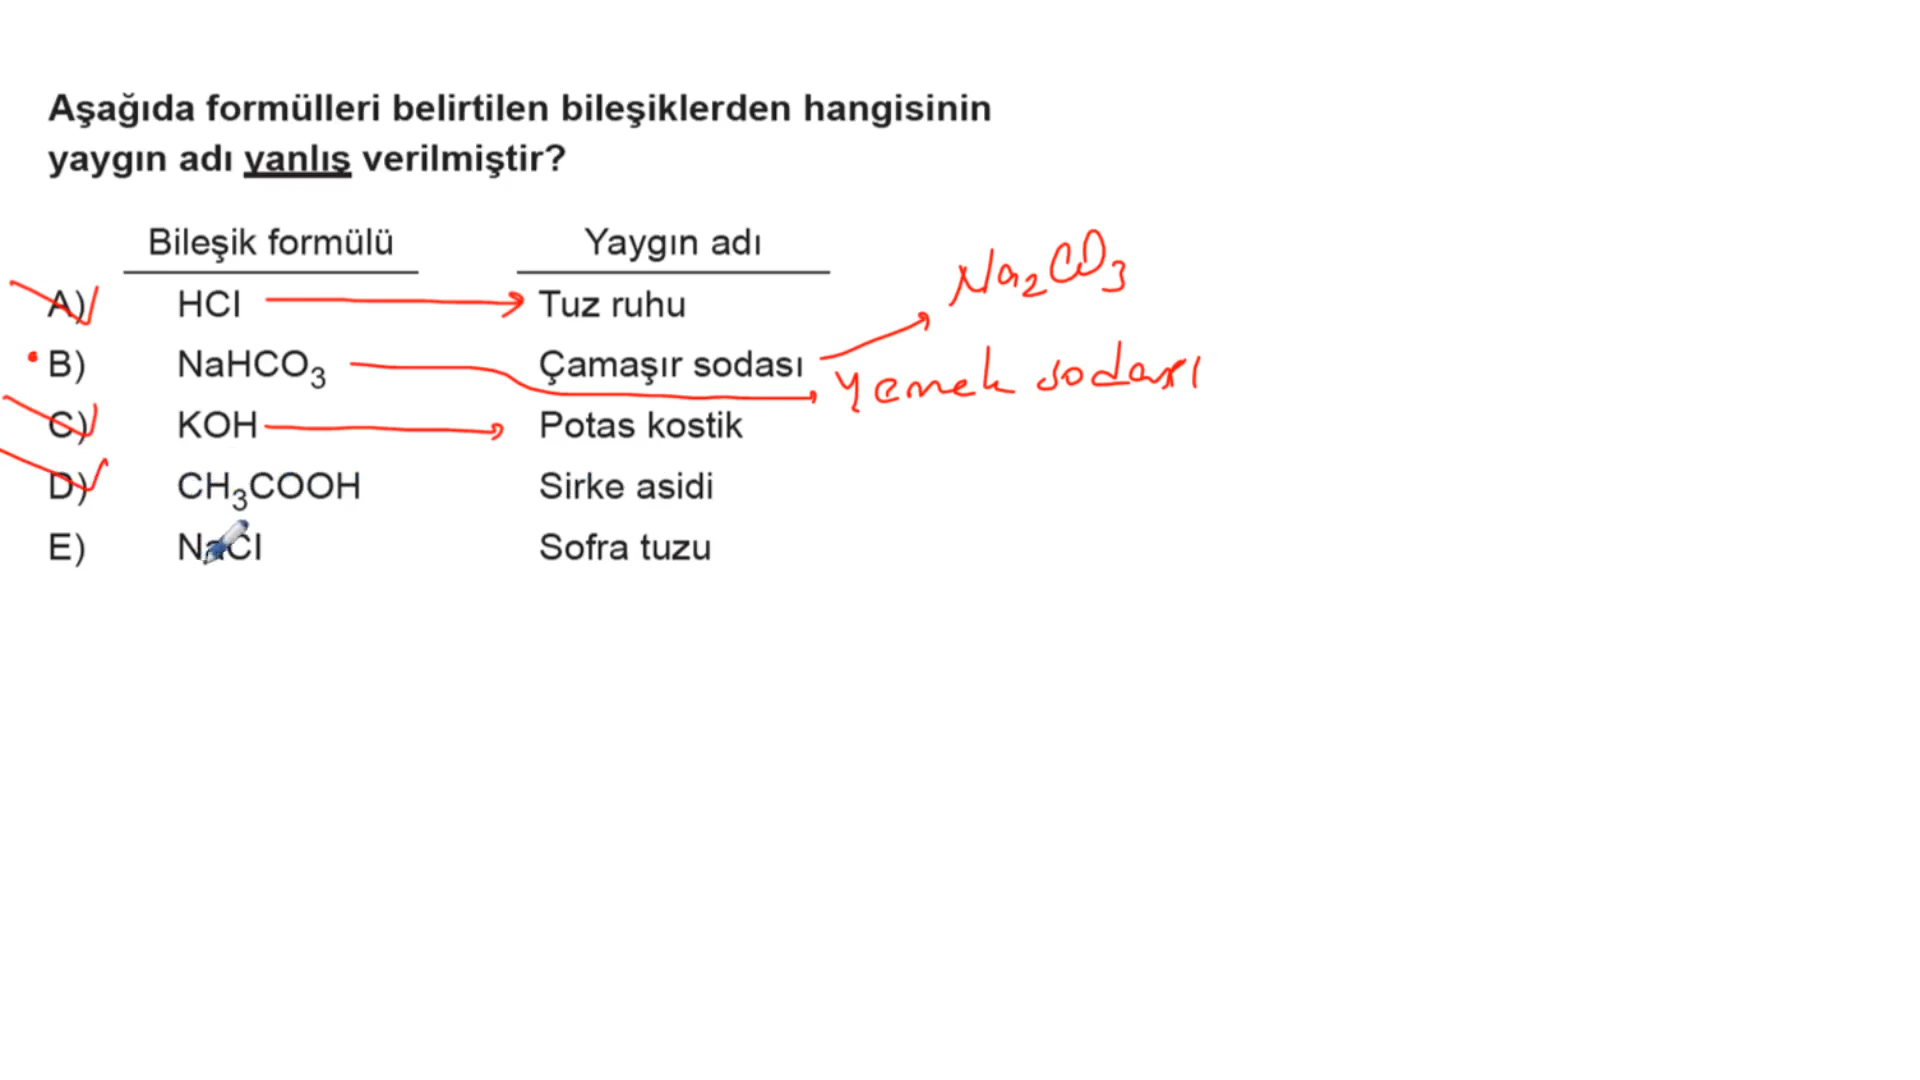 Aşağıda formülleri belirtilen bileşiklerden hangisinin
yaygın adı yanlış verilmiştir?
Bileşik formülü Yaygın adı
A) HCl Tuz ruhu
Na₂CO₃
B) NaHCO₃ Çamaşır sodası
Yemek sodası
C) KOH Potas kostik
D) CH₃COOH Sirke asidi
E) NaCl Sofra tuzu